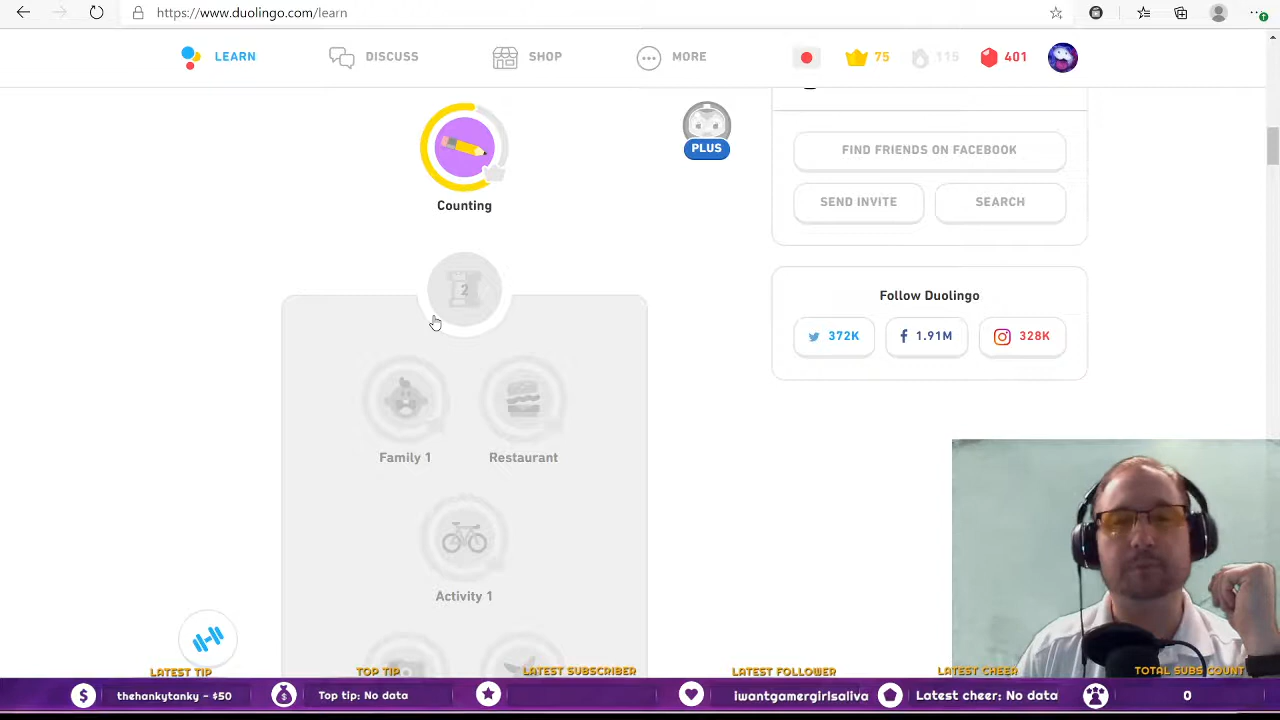 https://www.duolingo.com/learn
LEARN
DISCUSS
SHOP
MORE
75
115
401
Counting
PLUS
FIND FRIENDS ON FACEBOOK
SEND INVITE
SEARCH
2
Follow Duolingo
372K
1.91M
328K
Family 1
Restaurant
Activity 1
LATEST TIP
TOP TIP
LATEST SUBSCRIBER
LATEST FOLLOWER
LATEST CHEER
TOTAL SUBS COUNT
$
thehankytanky - $50
$
Top tip: No data
iwantgamergirlsaliva
Latest cheer: No data
0